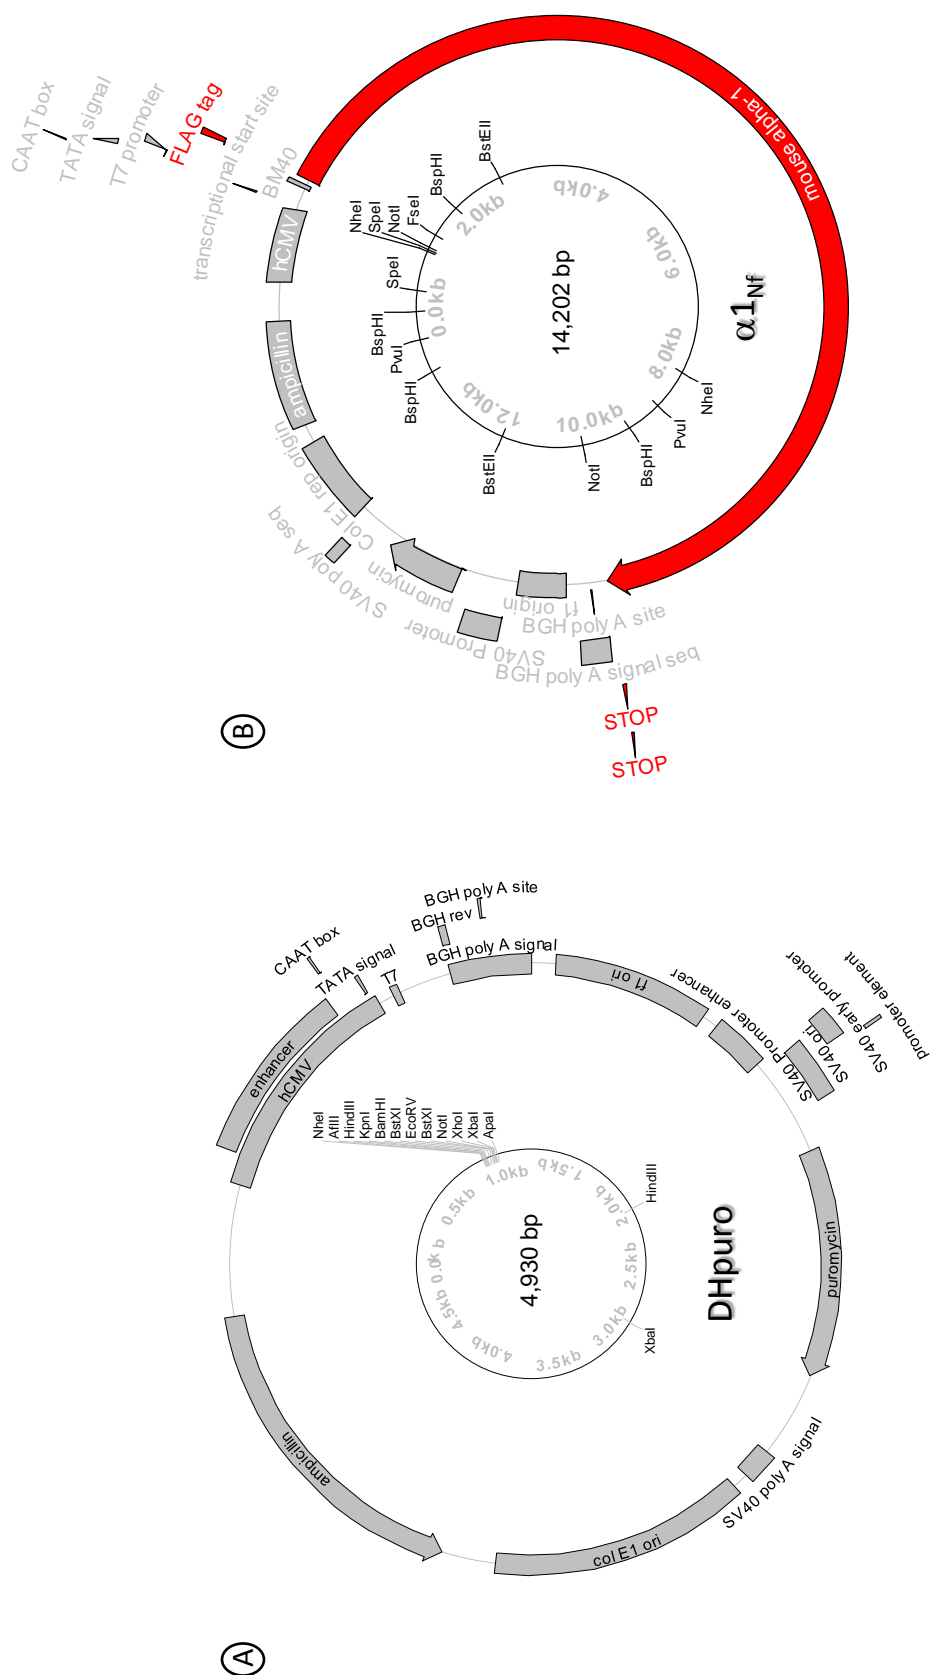 A
enhancer
hCMV
CAAT box
TATA signal
T7
BGH rev
BGH poly A site
BGH poly A signal
f1 ori
SV40 Promoter enhancer
SV40 ori
SV40 early promoter
promoter element
puromycin
SV40 poly A signal
col E1 ori
ampicillin
NheI
AflII
HindIII
KpnI
BamHI
BstXI
EcoRV
BstXI
NotI
XhoI
XbaI
ApaI
HindIII
XbaI
0.0kb
0.5kb
1.0kb
1.5kb
2.0kb
2.5kb
3.0kb
3.5kb
4.0kb
4.5kb
4,930 bp
DHpuro
B
CAAT box
TATA signal
T7 promoter
FLAG tag
transcriptional start site
BM40
hCMV
mouse alpha-1
ampicillin
ColE1 rep origin
SV40 poly A seq
puromycin
SV40 Promoter
f1 origin
BGH poly A site
BGH poly A signal seq
STOP
STOP
BspHI
SpeI
NheI
SpeI
NotI
FseI
BspHI
BstEII
NheI
PvuI
BspHI
NotI
BstEII
BspHI
PvuI
0.0kb
2.0kb
4.0kb
6.0kb
8.0kb
10.0kb
12.0kb
14,202 bp
α1Nf